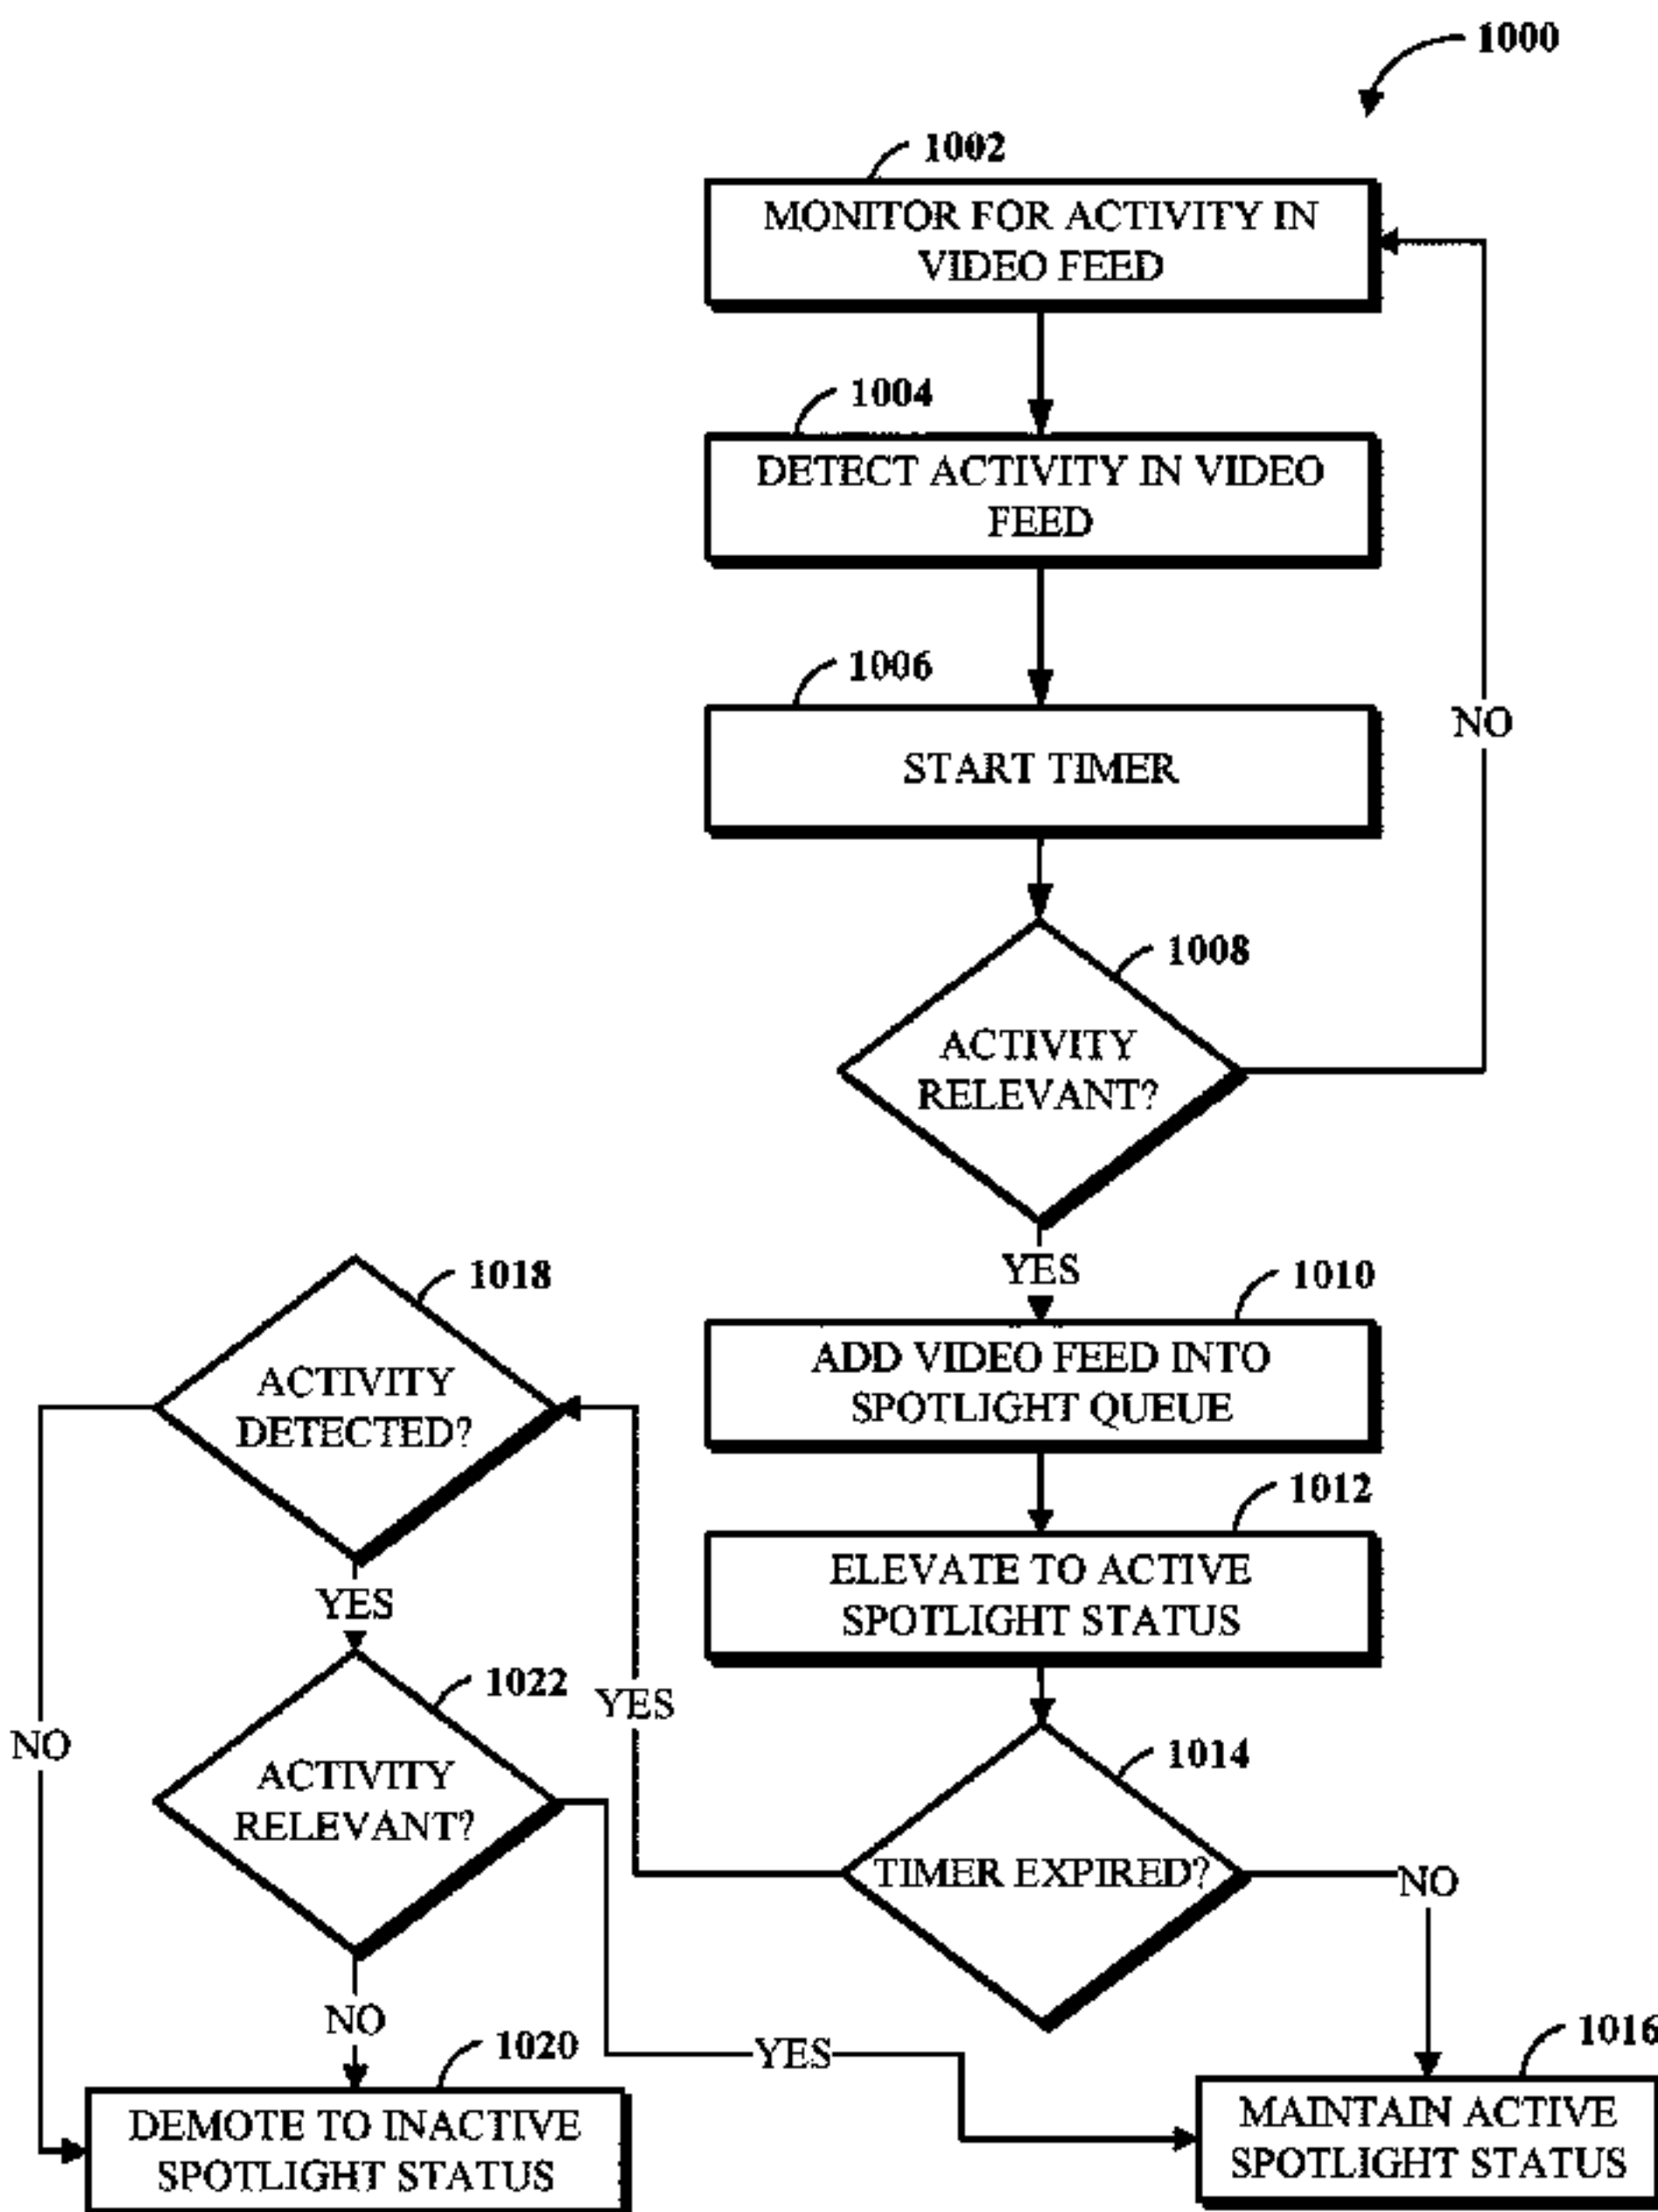 1000
1002
MONITOR FOR ACTIVITY IN
VIDEO FEED
1004
DETECT ACTIVITY IN VIDEO
FEED
1006
START TIMER
NO
1008
ACTIVITY
RELEVANT?
YES
1010
ADD VIDEO FEED INTO
SPOTLIGHT QUEUE
1012
ELEVATE TO ACTIVE
SPOTLIGHT STATUS
1014
TIMER EXPIRED?
NO
YES
1018
ACTIVITY
DETECTED?
NO
YES
1022
ACTIVITY
RELEVANT?
NO
YES
1020
DEMOTE TO INACTIVE
SPOTLIGHT STATUS
1016
MAINTAIN ACTIVE
SPOTLIGHT STATUS